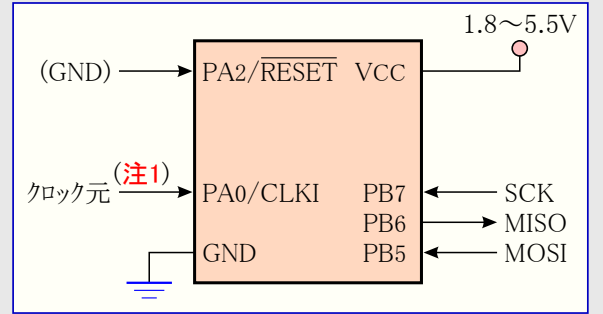 1.8～5.5V
(GND) PA2/RESET VCC
(注1)
クロック元 PA0/CLKI PB7 SCK
PB6 MISO
GND PB5 MOSI